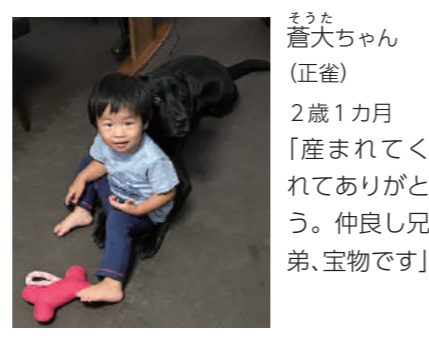 そうた
蒼大ちゃん
（正雀）
２歳１カ月
「産まれてく
れてありがと
う。仲良し兄
弟、宝物です」